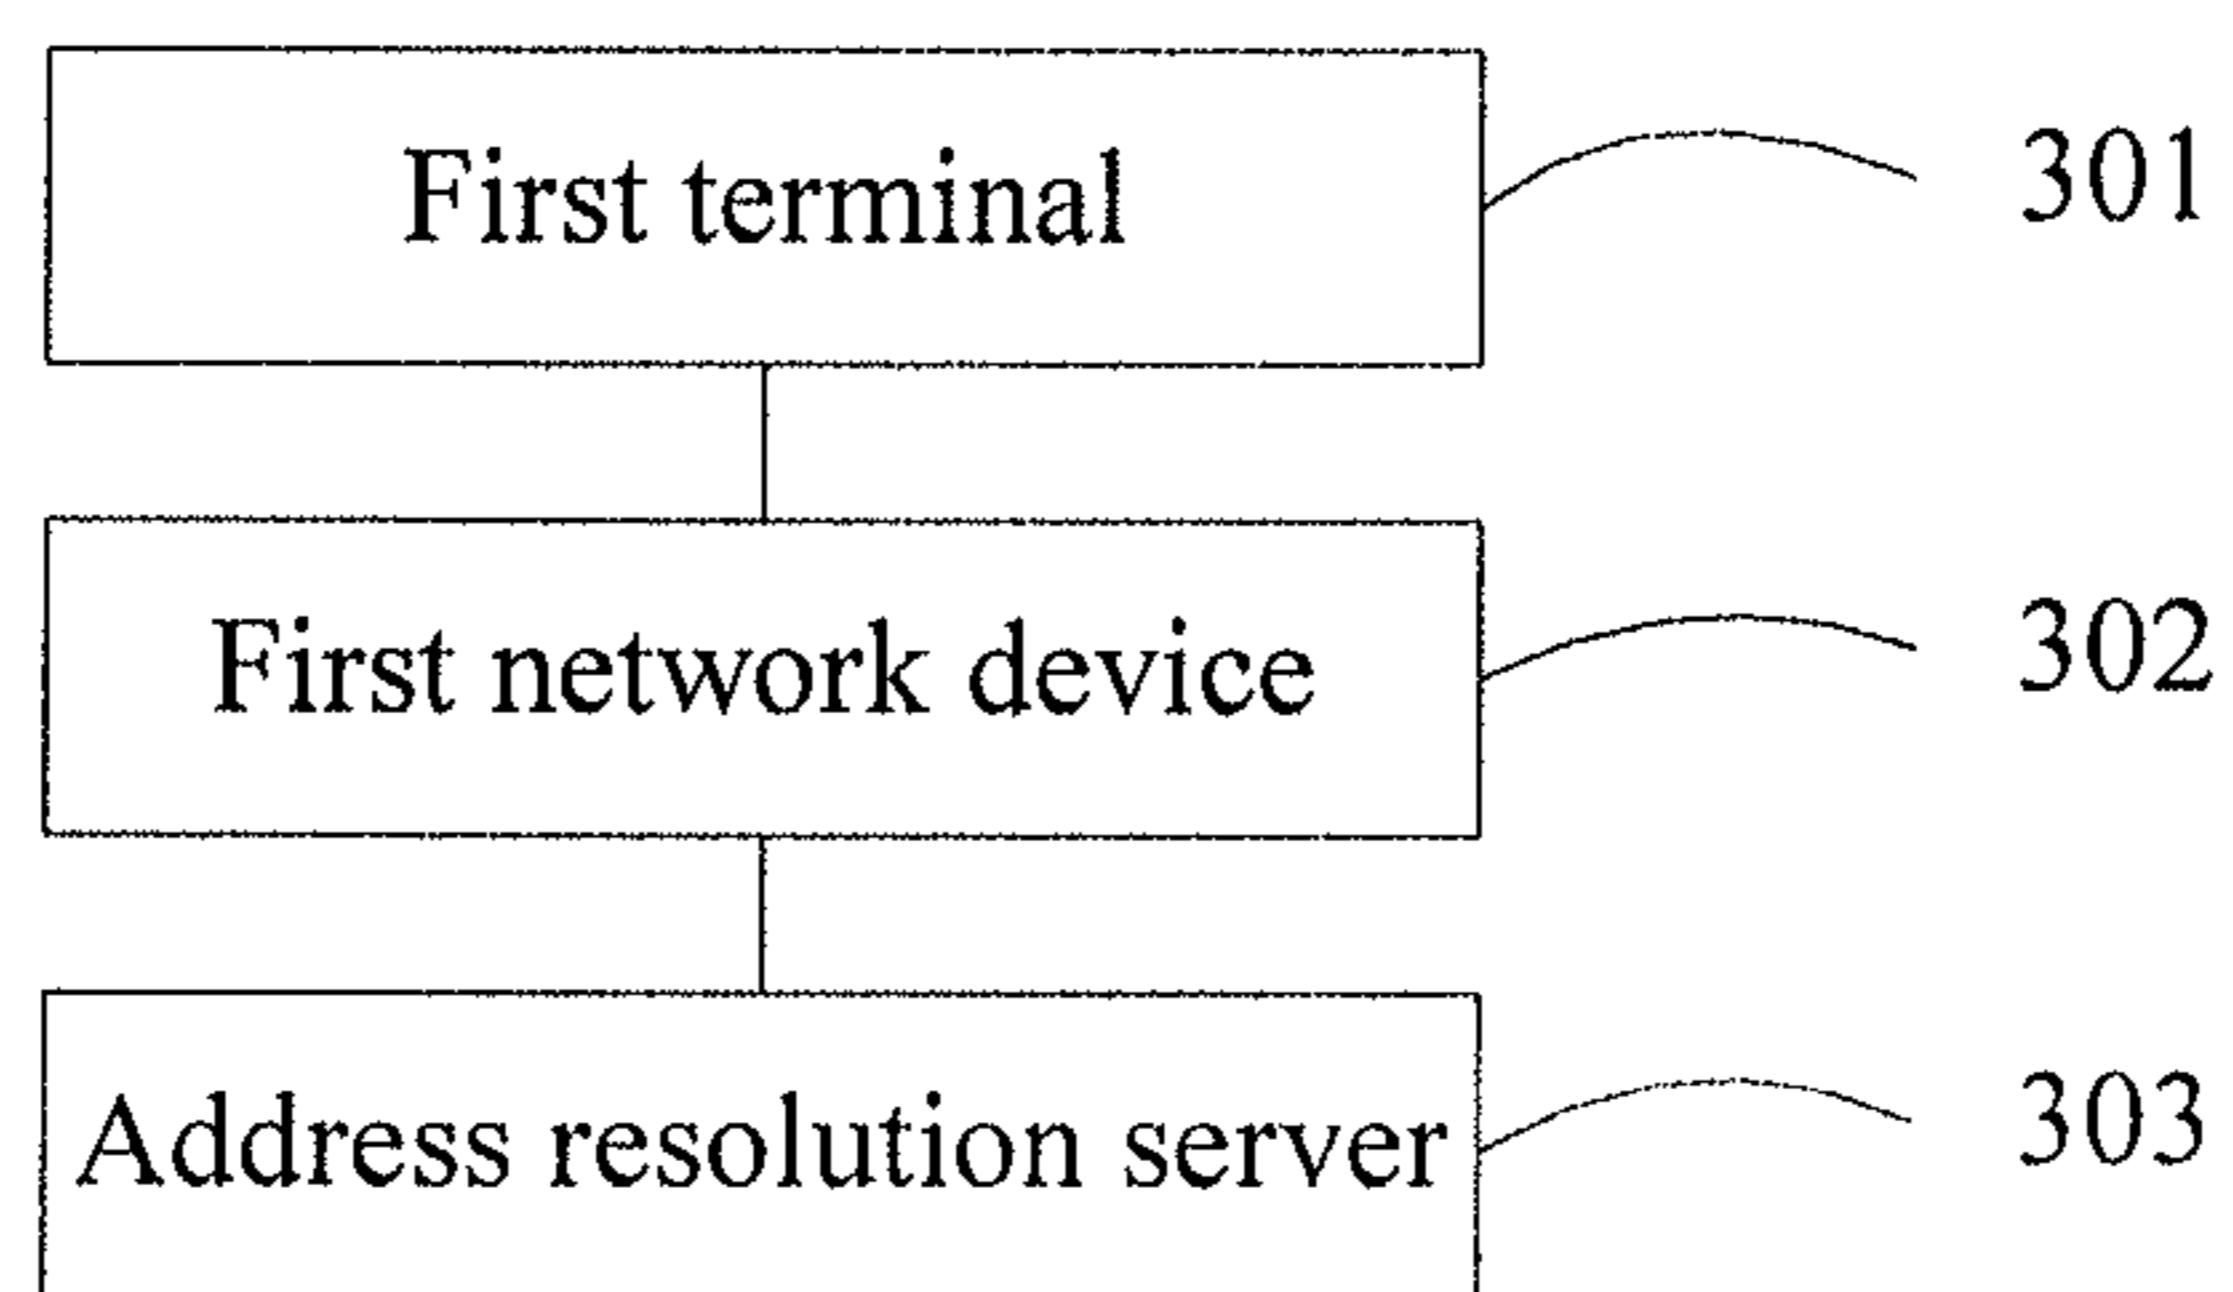 First terminal 301
First network device 302
Address resolution server 303